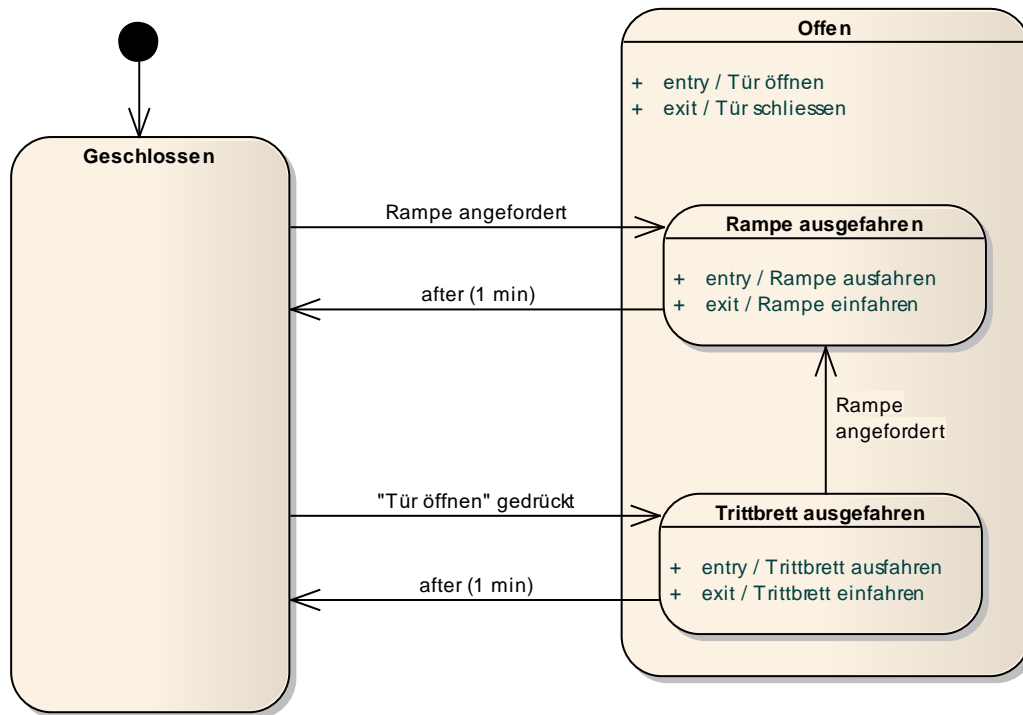 Offen
+ entry / Tür öffnen
+ exit / Tür schliessen
Geschlossen
Rampe angefordert
Rampe ausgefahren
+ entry / Rampe ausfahren
+ exit / Rampe einfahren
after (1 min)
Rampe
angefordert
"Tür öffnen" gedrückt
Trittbrett ausgefahren
+ entry / Trittbrett ausfahren
+ exit / Trittbrett einfahren
after (1 min)